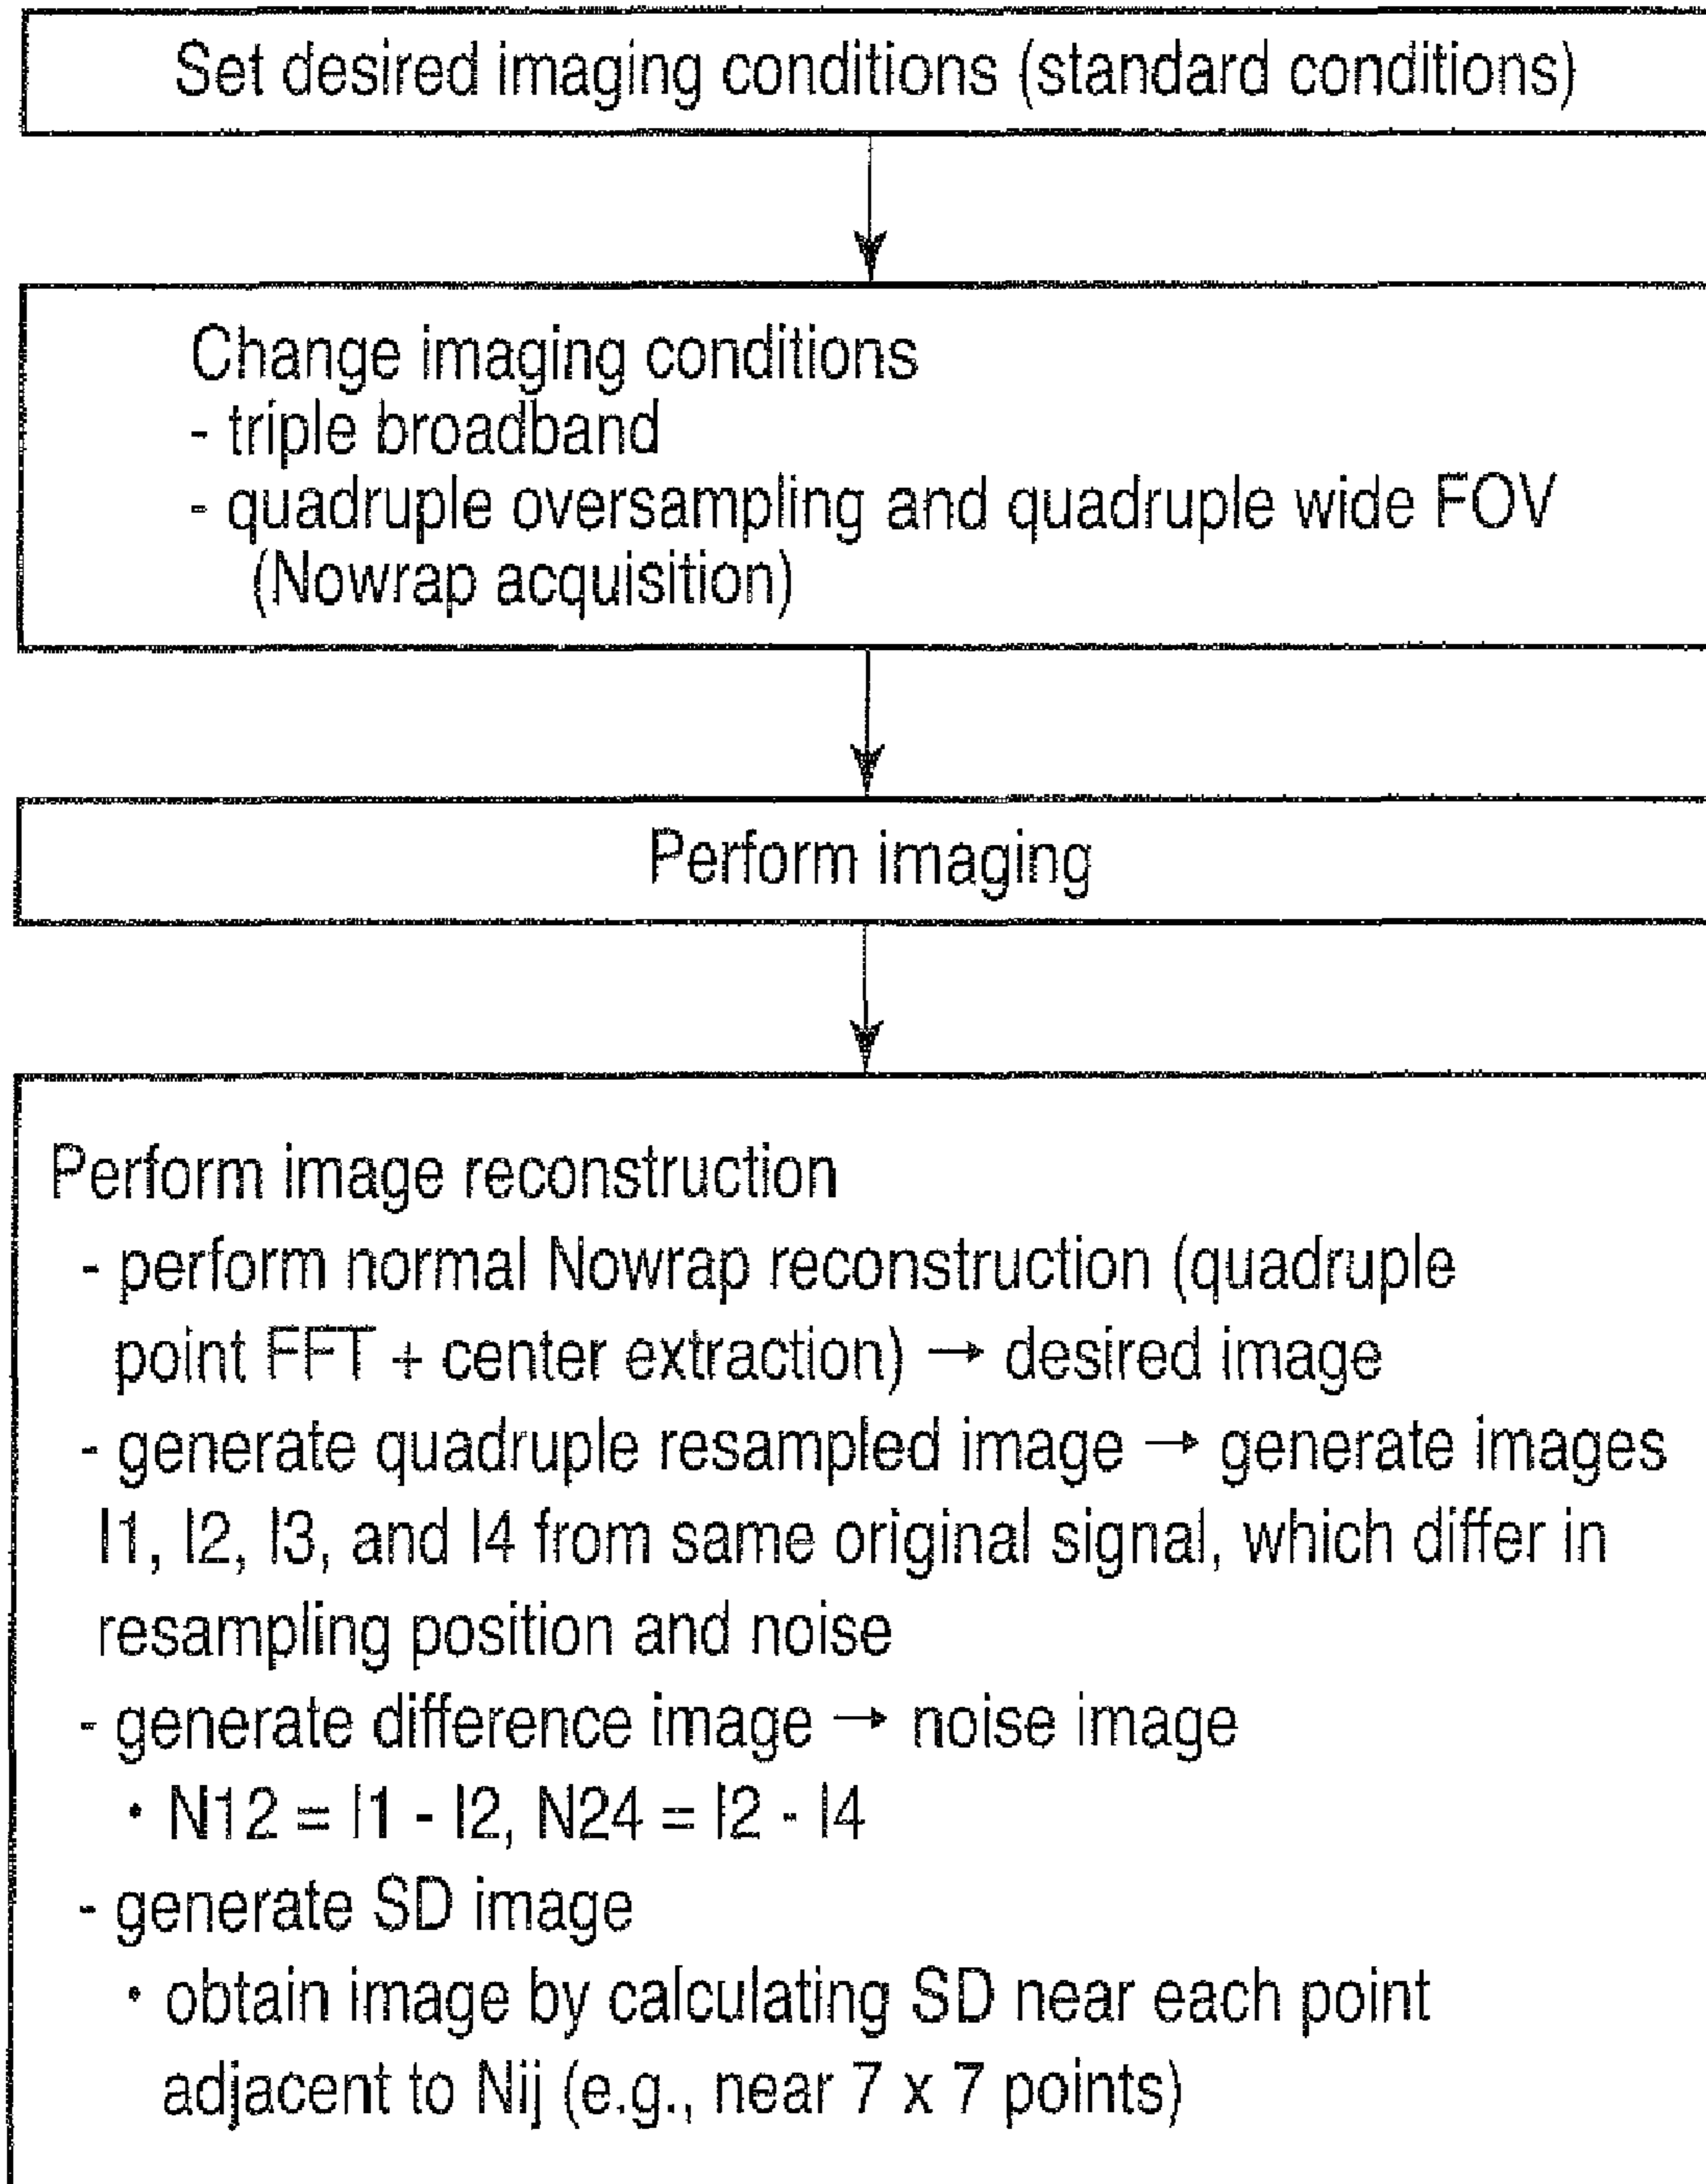 Set desired imaging conditions (standard conditions)
Change imaging conditions
- triple broadband
- quadruple oversampling and quadruple wide FOV
(Nowrap acquisition)
Perform imaging
Perform image reconstruction
- perform normal Nowrap reconstruction (quadruple
point FFT + center extraction) → desired image
- generate quadruple resampled image → generate images
I1, I2, I3, and I4 from same original signal, which differ in
resampling position and noise
- generate difference image → noise image
• N12 = I1 - I2, N24 = I2 - I4
- generate SD image
• obtain image by calculating SD near each point
adjacent to Nij (e.g., near 7 x 7 points)